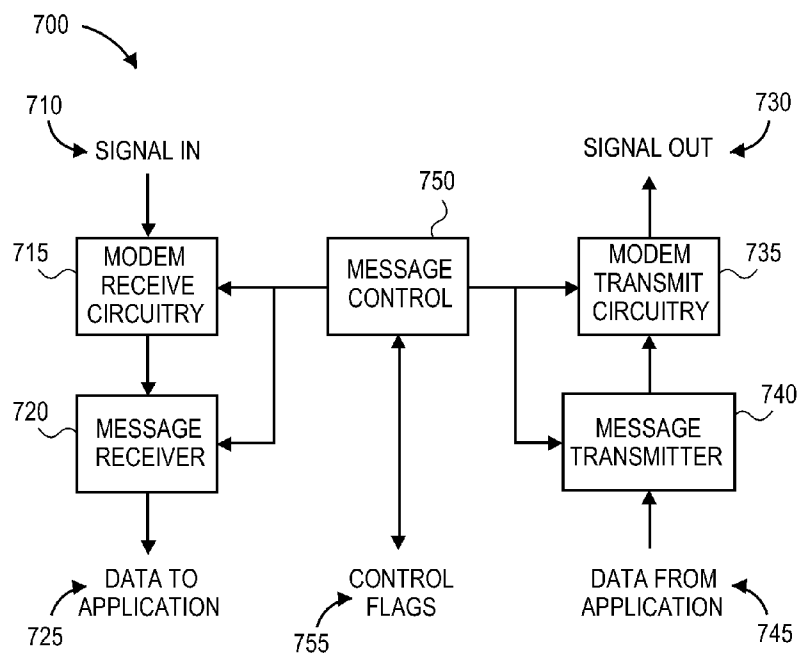 700
710
SIGNAL IN
730
SIGNAL OUT
750
715
MODEM
RECEIVE
CIRCUITRY
MESSAGE
CONTROL
MODEM
TRANSMIT
CIRCUITRY
735
720
MESSAGE
RECEIVER
740
MESSAGE
TRANSMITTER
DATA TO
APPLICATION
725
CONTROL
FLAGS
755
DATA FROM
APPLICATION
745